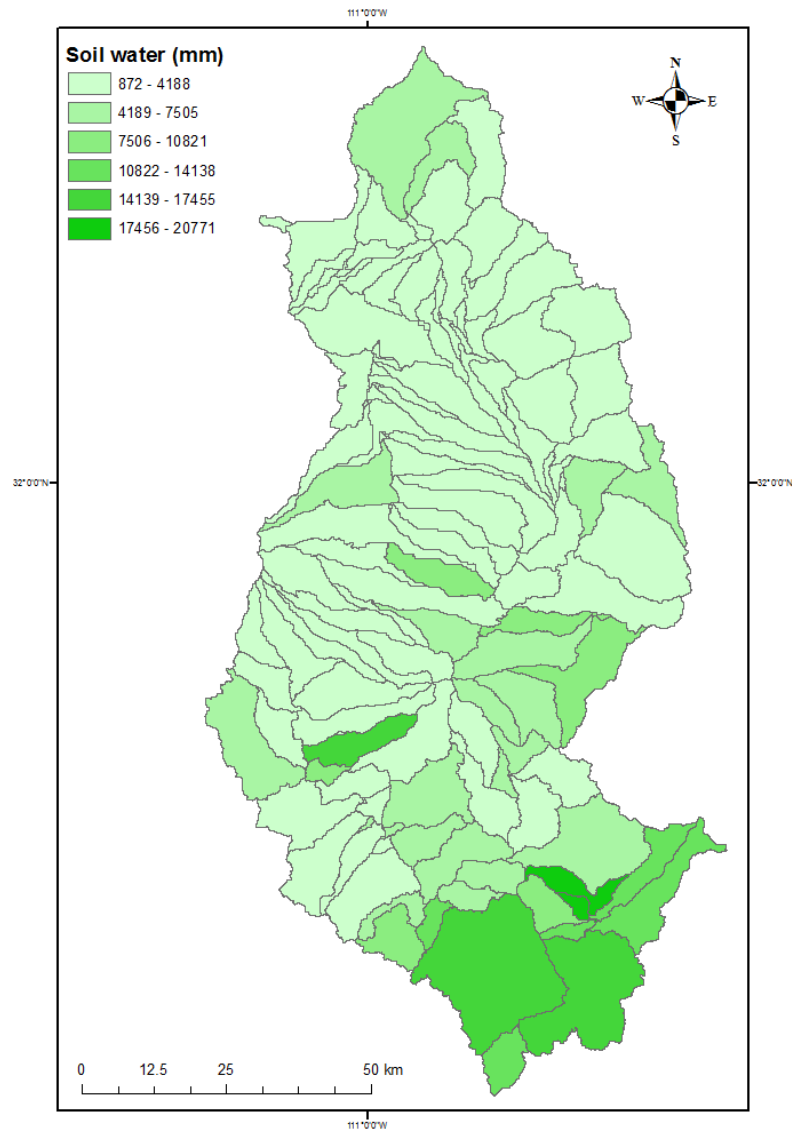 111°0'0"W
Soil water (mm)
872 - 4188
4189 - 7505
7506 - 10821
10822 - 14138
14139 - 17455
17456 - 20771
N
W E
S
32°0'0"N 32°0'0"N
0 12.5 25 50 km
111°0'0"W